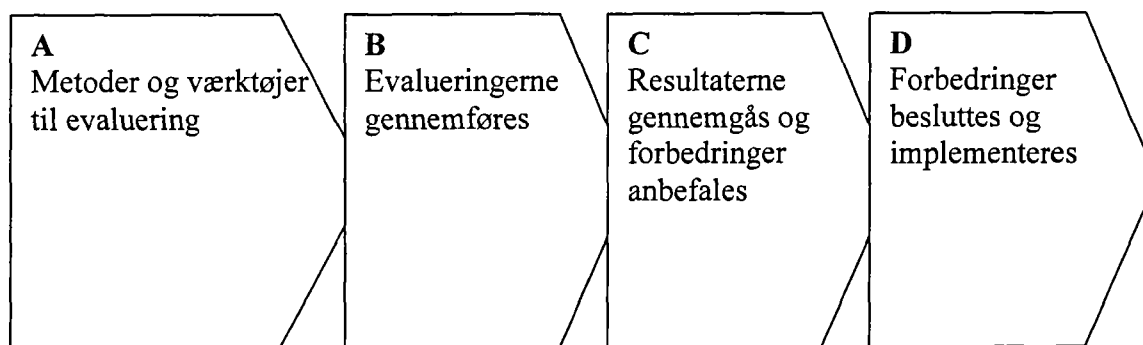 A
Metoder og værktøjer
til evaluering
B
Evalueringerne
gennemføres
C
Resultaterne
gennemgås og
forbedringer
anbefales
D
Forbedringer
besluttes og
implementeres